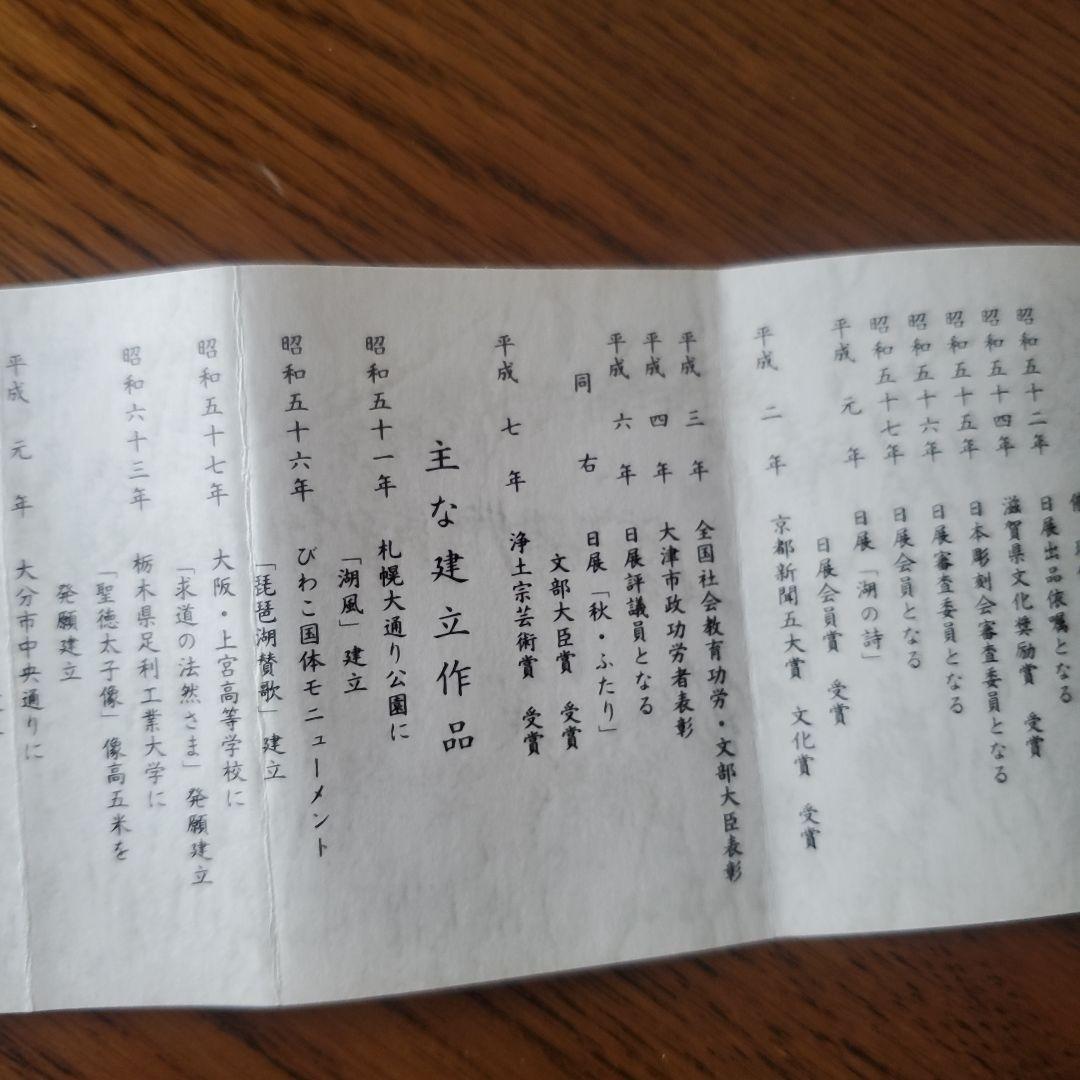 昭和五十二年 日展出品依嘱となる
昭和五十四年 滋賀県文化奨励賞 受賞
昭和五十五年 日本彫刻会審査委員となる
昭和五十六年 日展審査委員となる
昭和五十七年 日展会員となる
平成 元 年 日展「湖の詩」
日展会員賞 受賞
平成 二 年 京都新聞五大賞 文化賞 受賞
平成 三 年 全国社会教育功労・文部大臣表彰
平成 四 年 大津市政功労者表彰
平成 六 年 日展評議員となる
同 右 日展「秋・ふたり」
文部大臣賞 受賞
平成 七 年 浄土宗芸術賞 受賞
主な建立作品
昭和五十一年 札幌大通り公園に
「湖風」建立
昭和五十六年 びわこ国体モニューメント
「琵琶湖賛歌」建立
昭和五十七年 大阪・上宮高等学校に
「求道の法然さま」発願建立
昭和六十三年 栃木県足利工業大学に
「聖徳太子像」像高五米を
発願建立
平成 元 年 大分市中央通りに